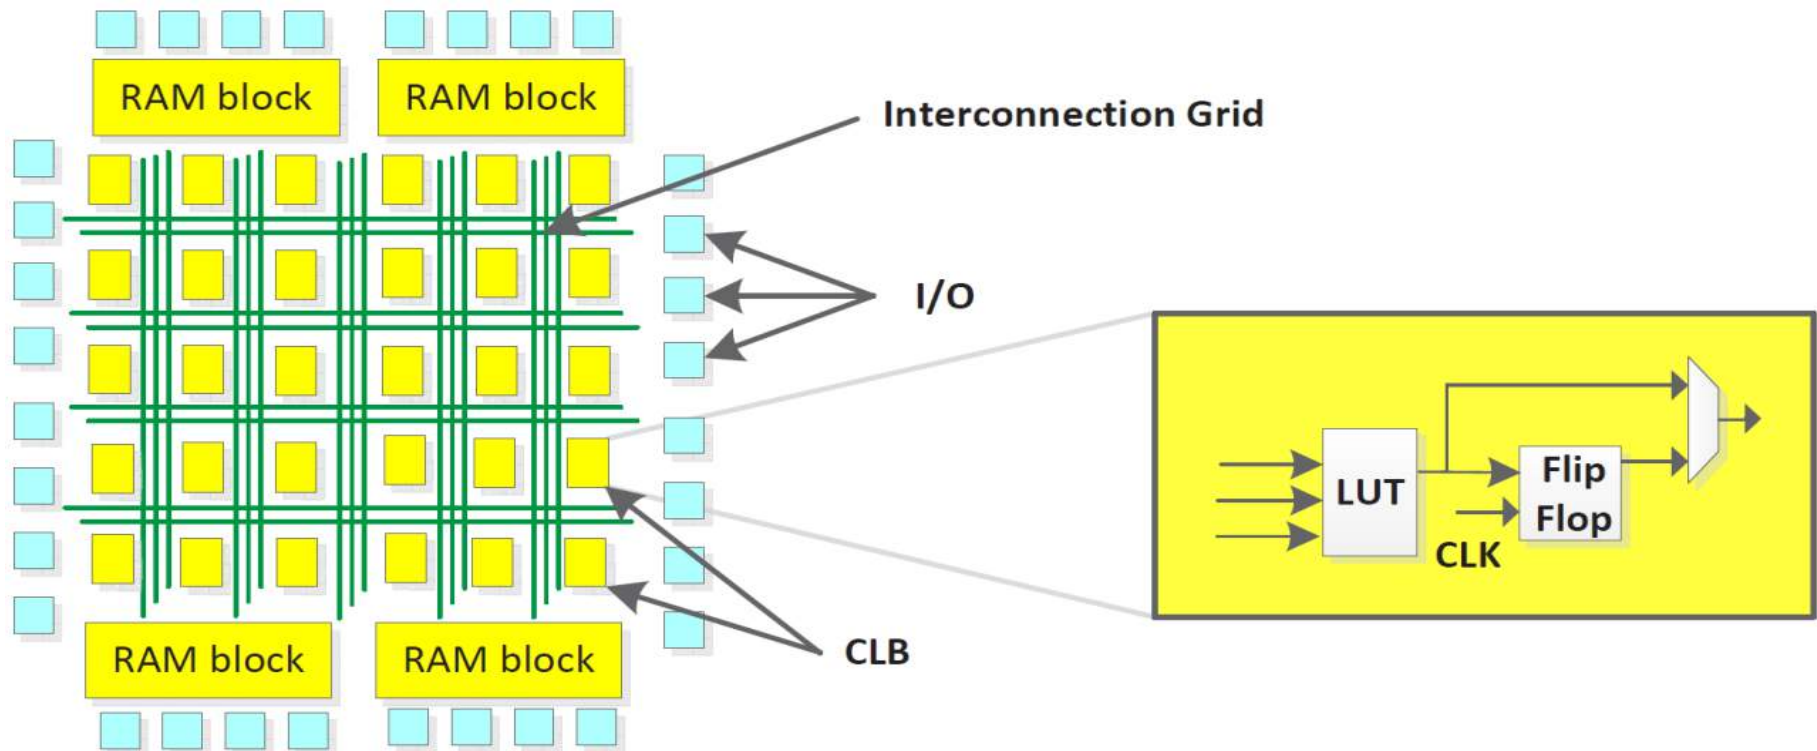 RAM block
RAM block
Interconnection Grid
I/O
LUT
Flip
Flop
CLK
CLB
RAM block
RAM block